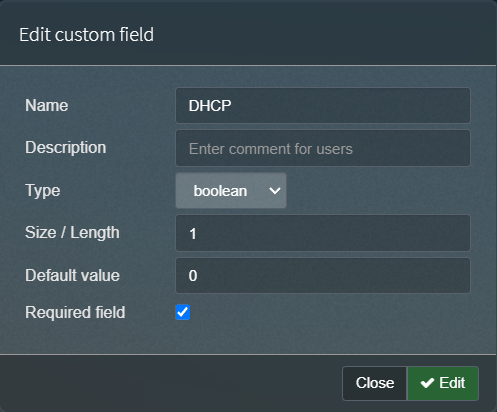 Edit custom field
Name DHCP
Description Enter comment for users
Type boolean
Size / Length 1
Default value 0
Required field
Close Edit